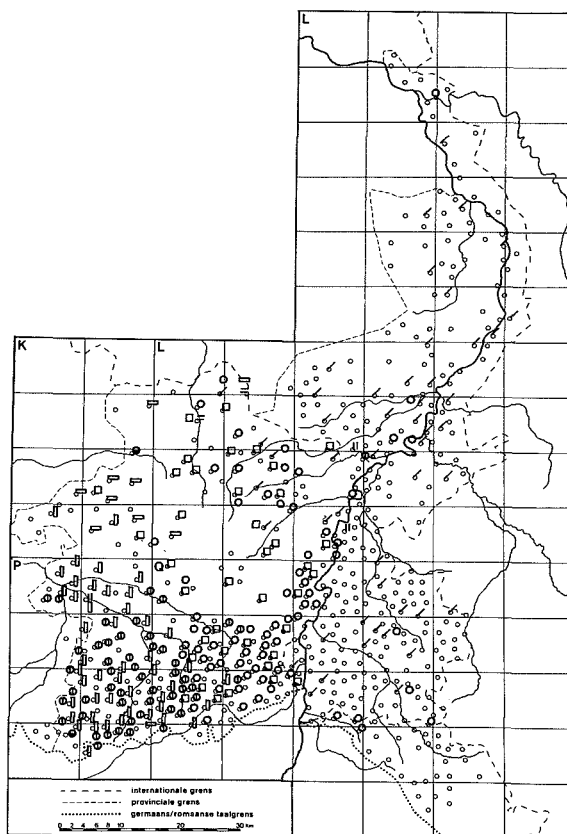 L
K L
P
Q
internationale grens
provinciale grens
germaans/romaanse taalgrens
0 2 4 6 8 10 20 30 km